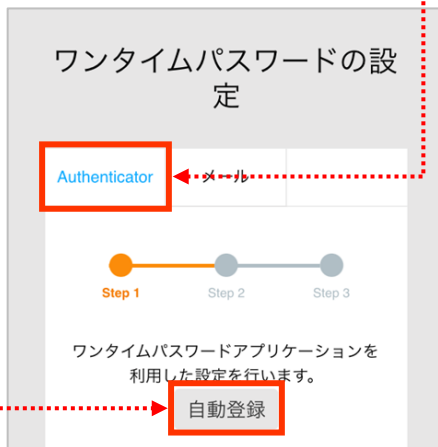 ワンタイムパスワードの設
定
Authenticator メール
Step 1 Step 2 Step 3
ワンタイムパスワードアプリケーションを
利用した設定を行います。
自動登録